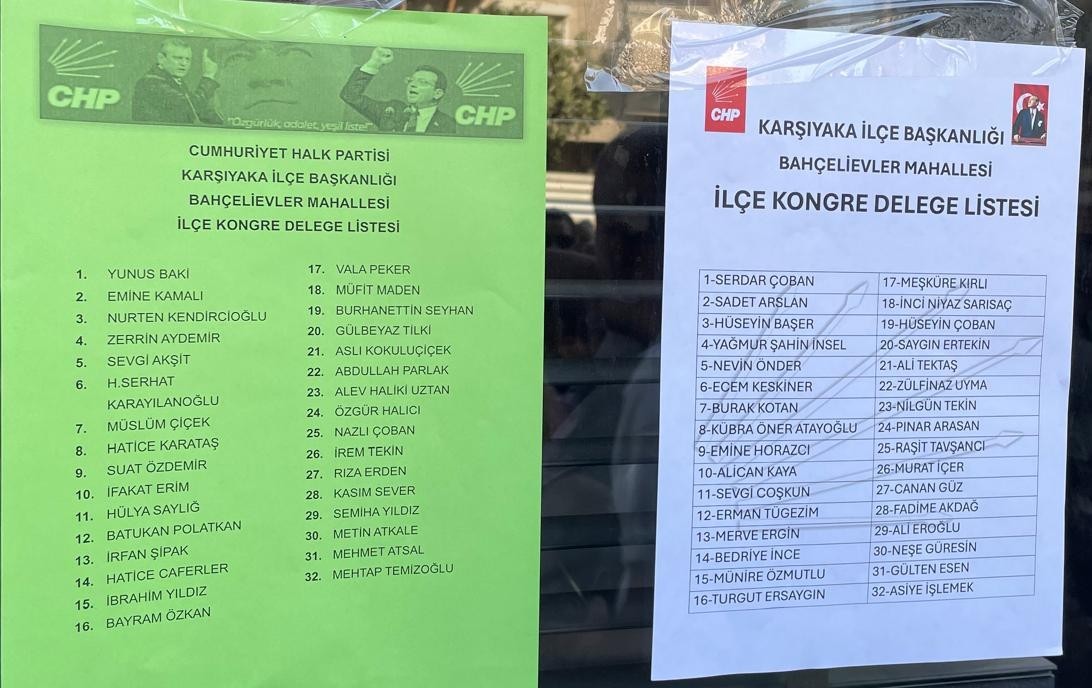 CHP
"Özgürlük, adalet, yeşil liste!"
CHP
CUMHURİYET HALK PARTİSİ
KARŞIYAKA İLÇE BAŞKANLIĞI
BAHÇELİEVLER MAHALLESİ
İLÇE KONGRE DELEGE LİSTESİ
1. YUNUS BAKİ
2. EMİNE KAMALI
3. NURTEN KENDİRCİOĞLU
4. ZERRİN AYDEMİR
5. SEVGİ AKŞİT
6. H.SERHAT
KARAYILANOĞLU
7. MÜSLÜM ÇİÇEK
8. HATİCE KARATAŞ
9. SUAT ÖZDEMİR
10. İFAKAT ERİM
11. HÜLYA SAYLIĞ
12. BATUKAN POLATKAN
13. İRFAN ŞİPAK
14. HATİCE CAFERLER
15. İBRAHİM YILDIZ
16. BAYRAM ÖZKAN
17. VALA PEKER
18. MÜFİT MADEN
19. BURHANETTİN SEYHAN
20. GÜLBEYAZ TİLKİ
21. ASLI KOKULUÇİÇEK
22. ABDULLAH PARLAK
23. ALEV HALİKİ UZTAN
24. ÖZGÜR HALICI
25. NAZLI ÇOBAN
26. İREM TEKİN
27. RIZA ERDEN
28. KASIM SEVER
29. SEMİHA YILDIZ
30. METİN ATKALE
31. MEHMET ATSAL
32. MEHTAP TEMİZOĞLU
CHP
KARŞIYAKA İLÇE BAŞKANLIĞI
BAHÇELİEVLER MAHALLESİ
İLÇE KONGRE DELEGE LİSTESİ
1-SERDAR ÇOBAN
2-SADET ARSLAN
3-HÜSEYİN BAŞER
4-YAĞMUR ŞAHİN İNSEL
5-NEVİN ÖNDER
6-ECEM KESKİNER
7-BURAK KOTAN
8-KÜBRA ÖNER ATAYOĞLU
9-EMİNE HORAZCI
10-ALİCAN KAYA
11-SEVGİ COŞKUN
12-ERMAN TÜGEZİM
13-MERVE ERGİN
14-BEDRİYE İNCE
15-MÜNİRE ÖZMUTLU
16-TURGUT ERSAYGIN
17-MEŞKÜRE KIRLI
18-İNCİ NİYAZ SARISAÇ
19-HÜSEYİN ÇOBAN
20-SAYGIN ERTEKİN
21-ALİ TEKTAŞ
22-ZÜLFİNAZ UYMA
23-NİLGÜN TEKİN
24-PINAR ARASAN
25-RAŞİT TAVŞANCI
26-MURAT İÇER
27-CANAN GÜZ
28-FADİME AKDAĞ
29-ALİ EROĞLU
30-NEŞE GÜRESİN
31-GÜLTEN ESEN
32-ASİYE İŞLEMEK